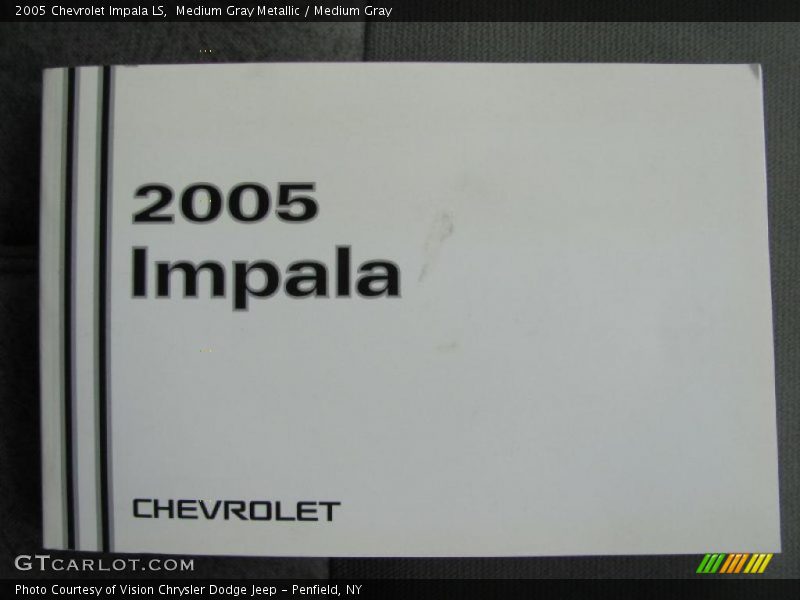 2005 Chevrolet Impala LS,  Medium Gray Metallic / Medium Gray
2005
Impala
CHEVROLET
GTCARLOT.COM
Photo Courtesy of Vision Chrysler Dodge Jeep – Penfield, NY